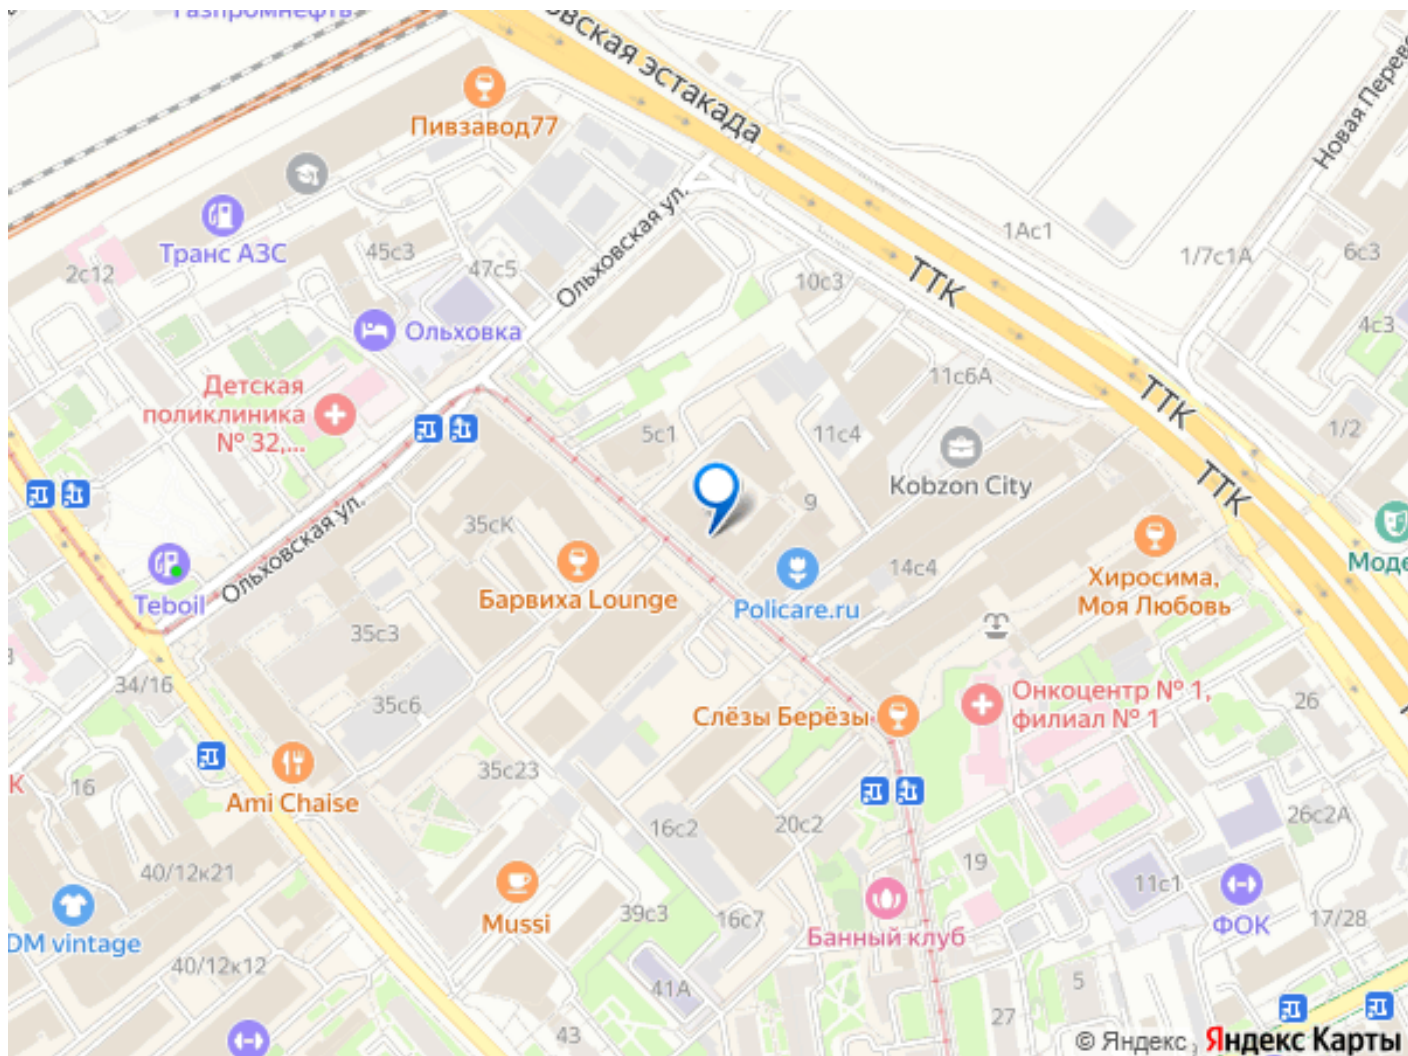 Газпромнефть
овская эстакада
Новая Перев
Пивзавод77
Транс АЗС
2с12
45с3
47с5
Ольховская ул.
1Ас1
1/7с1А
6с3
ТТК
10с3
4с3
Ольховка
Детская
поликлиника
№ 32,...
11с6А
ТТК
1/2
5с1
11с4
Kobzon City
ТТК
35сК
9
Ольховская ул.
Teboil
Барвиха Lounge
Policare.ru
14с4
Хиросима,
Моя Любовь
Моде
35с3
34/16
35с6
Слёзы Берёзы
Онкоцентр № 1,
филиал № 1
26
К
16
Ami Chaise
35с23
16с2
20с2
26с2А
40/12к21
19
11с1
DM vintage
Mussi
39с3
16с7
Банный клуб
ФОК
17/28
40/12к12
41А
5
43
27
© Яндекс, Яндекс Карты